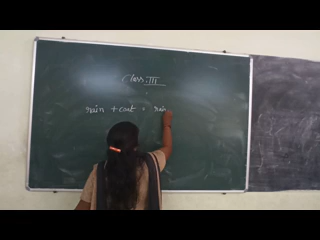 Class: III
rain + coat = rain